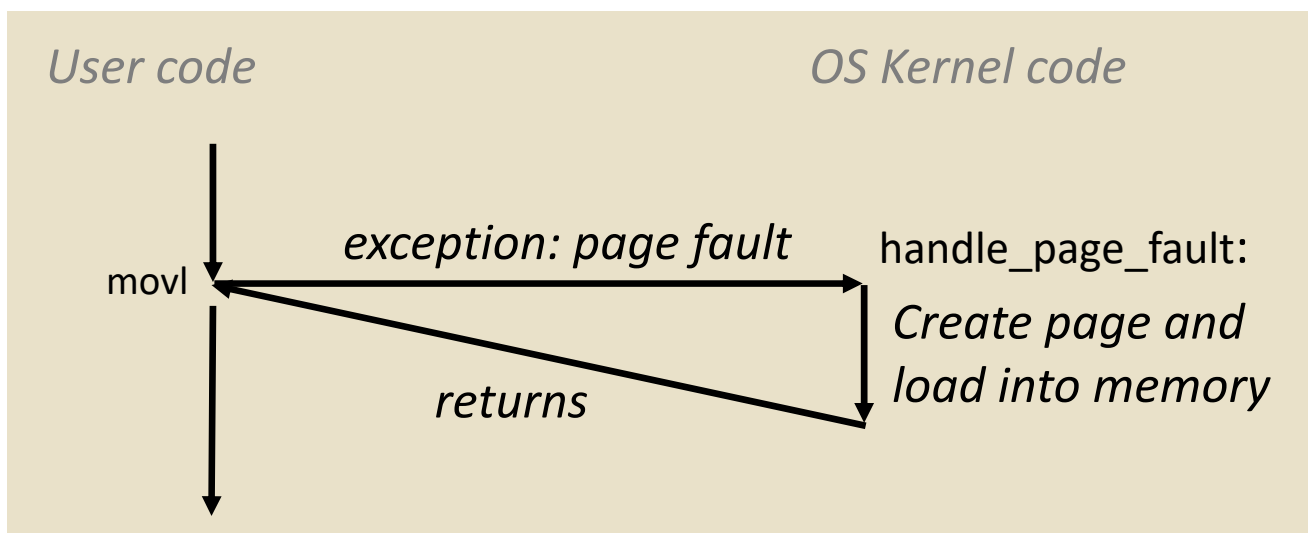 User code
OS Kernel code
exception: page fault
handle_page_fault:
movl
Create page and
load into memory
returns